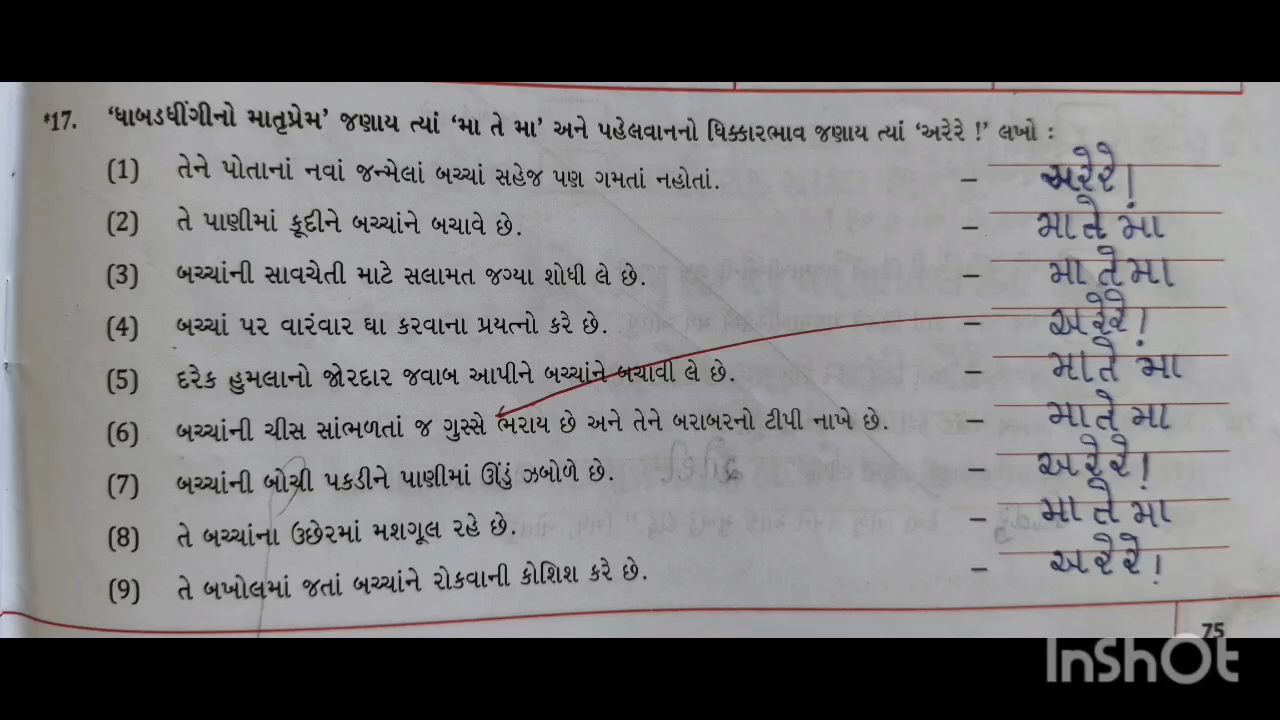 *17. ‘ધાબડધીંગીનો માતૃપ્રેમ’ જણાય ત્યાં ‘મા તે મા’ અને પહેલવાનનો ધિક્કારભાવ જણાય ત્યાં ‘અરેરે !’ લખો :
(1) તેને પોતાનાં નવાં જન્મેલાં બચ્ચાં સહેજ પણ ગમતાં નહોતાં. – અરેરે!
(2) તે પાણીમાં કૂદીને બચ્ચાંને બચાવે છે. – મા તે માં
(3) બચ્ચાંની સાવચેતી માટે સલામત જગ્યા શોધી લે છે. – મા તે મા
(4) બચ્ચાં પર વારંવાર ઘા કરવાના પ્રયત્નો કરે છે. – અરેરે!
(5) દરેક હુમલાનો જોરદાર જવાબ આપીને બચ્ચાંને બચાવી લે છે. – મા તે મા
(6) બચ્ચાંની ચીસ સાંભળતાં જ ગુસ્સે ભરાય છે અને તેને બરાબરનો ટીપી નાખે છે. – મા તે મા
(7) બચ્ચાંની બોચી પકડીને પાણીમાં ઊંડું ઝબોળે છે. – અરેરે!
(8) તે બચ્ચાંના ઉછેરમાં મશગૂલ રહે છે. – મા તે મા
(9) તે બખોલમાં જતાં બચ્ચાંને રોકવાની કોશિશ કરે છે. – અરેરે!
75
InShOt